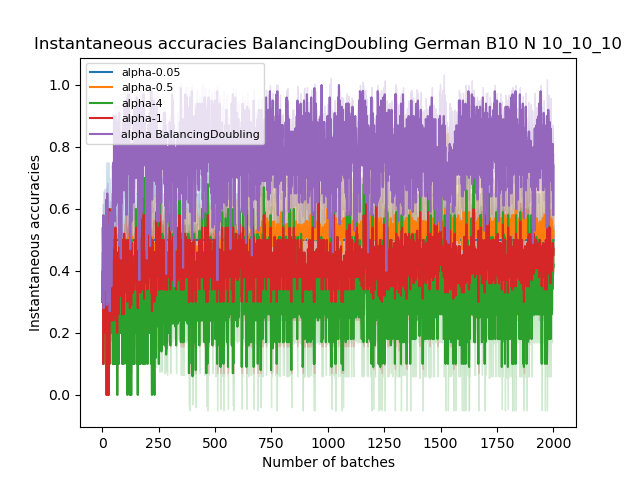 Instantaneous accuracies BalancingDoubling German B10 N 10_10_10
alpha-0.05
alpha-0.5
alpha-4
alpha-1
alpha BalancingDoubling
1.0
0.8
0.6
0.4
0.2
0.0
Instantaneous accuracies
0 250 500 750 1000 1250 1500 1750 2000
Number of batches